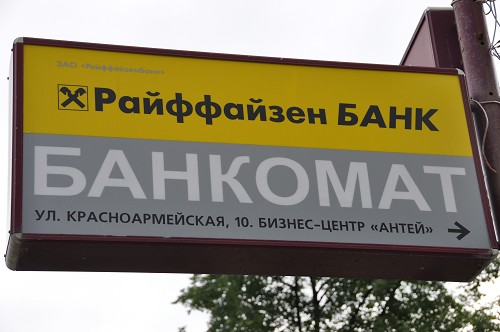 ЗАО «Райффайзенбанк»
Райффайзен БАНК
БАНКОМАТ
УЛ. КРАСНОАРМЕЙСКАЯ, 10. БИЗНЕС-ЦЕНТР «АНТЕЙ»